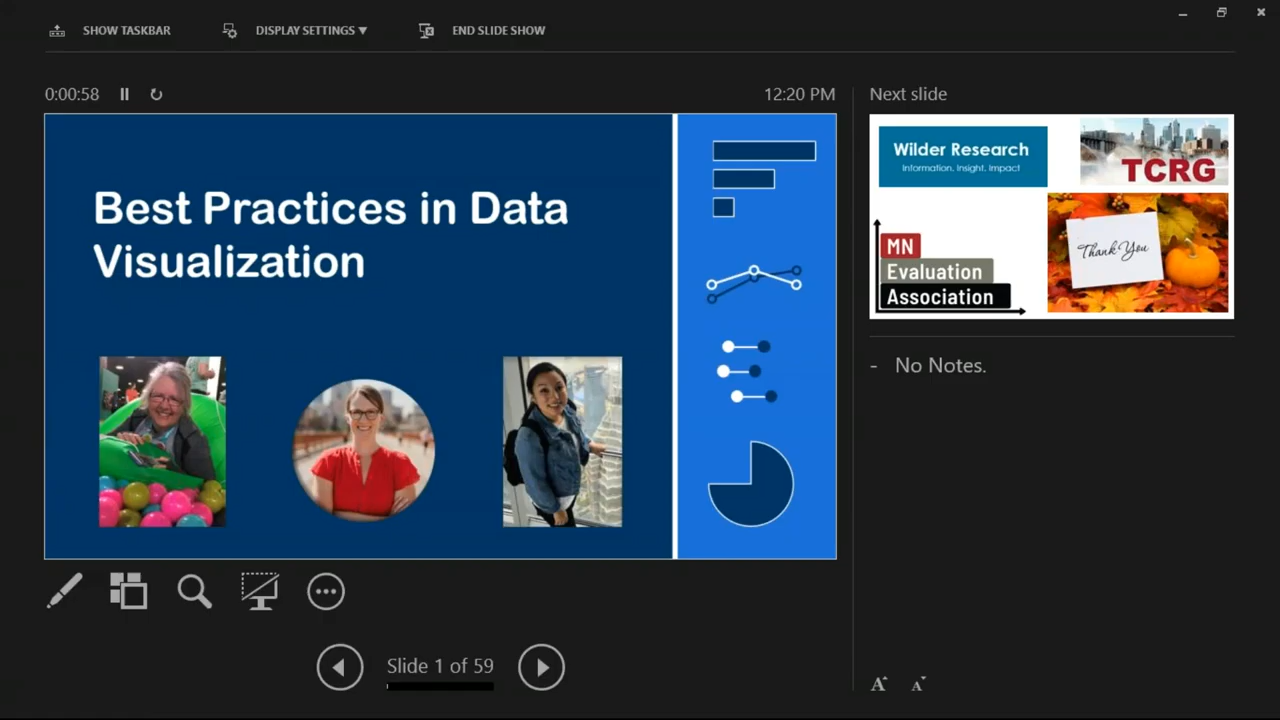 SHOW TASKBAR
DISPLAY SETTINGS ▼
END SLIDE SHOW
0:00:58
12:20 PM
Next slide
Best Practices in Data
Visualization
Wilder Research
Information. Insight. Impact
TCRG
Thank You
MN
Evaluation
Association
- No Notes.
Slide 1 of 59
A A